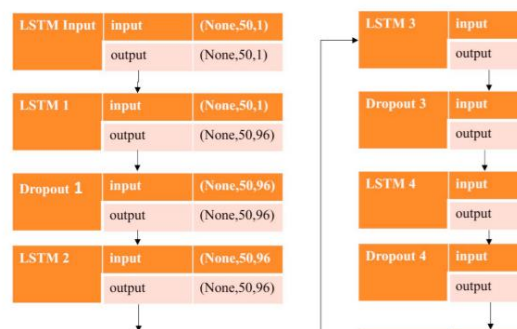 LSTM Input input (None,50,1)
output (None,50,1)
LSTM 1 input (None,50,1)
output (None,50,96)
Dropout 1 input (None,50,96)
output (None,50,96)
LSTM 2 input (None,50,96
output (None,50,96)
LSTM 3 input
output
Dropout 3 input
output
LSTM 4 input
output
Dropout 4 input
output